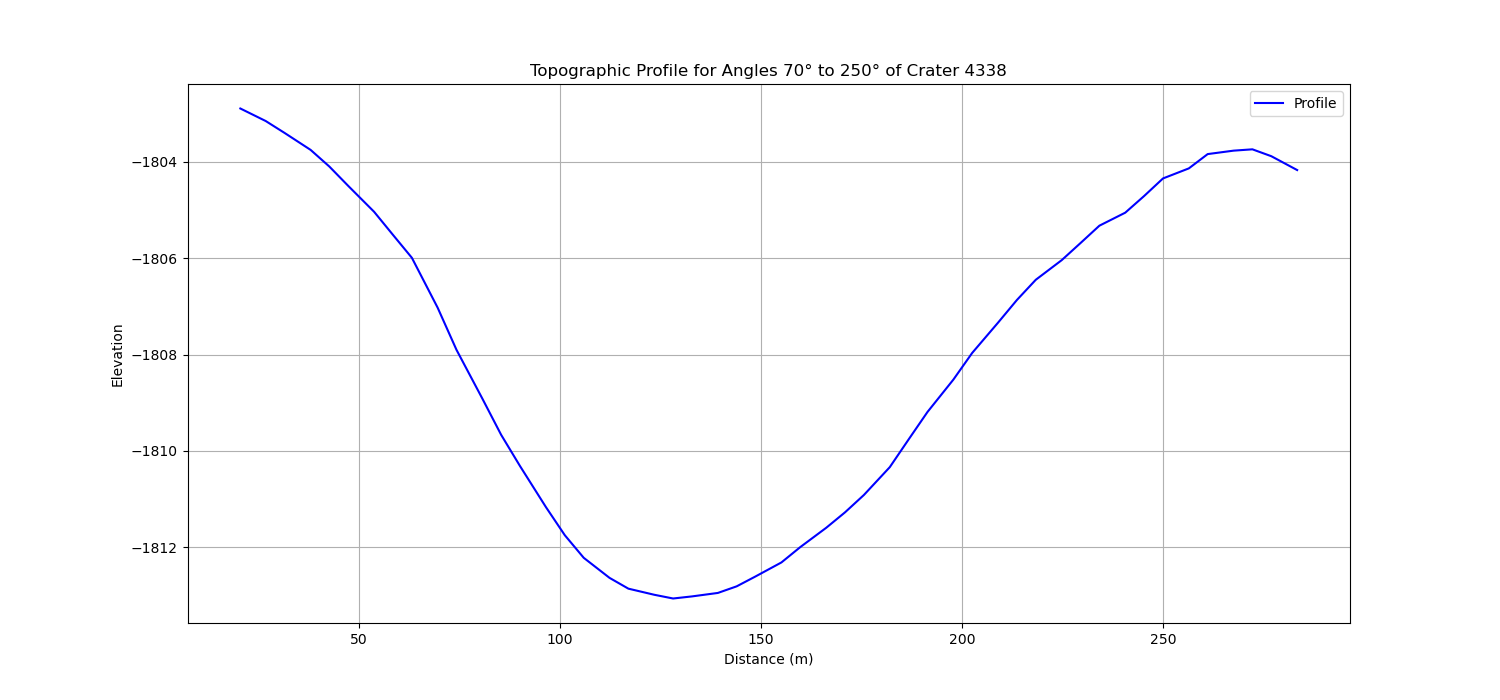 Topographic Profile for Angles 70° to 250° of Crater 4338
Profile
−1804
−1806
−1808
−1810
−1812
Elevation
50
100
150
200
250
Distance (m)